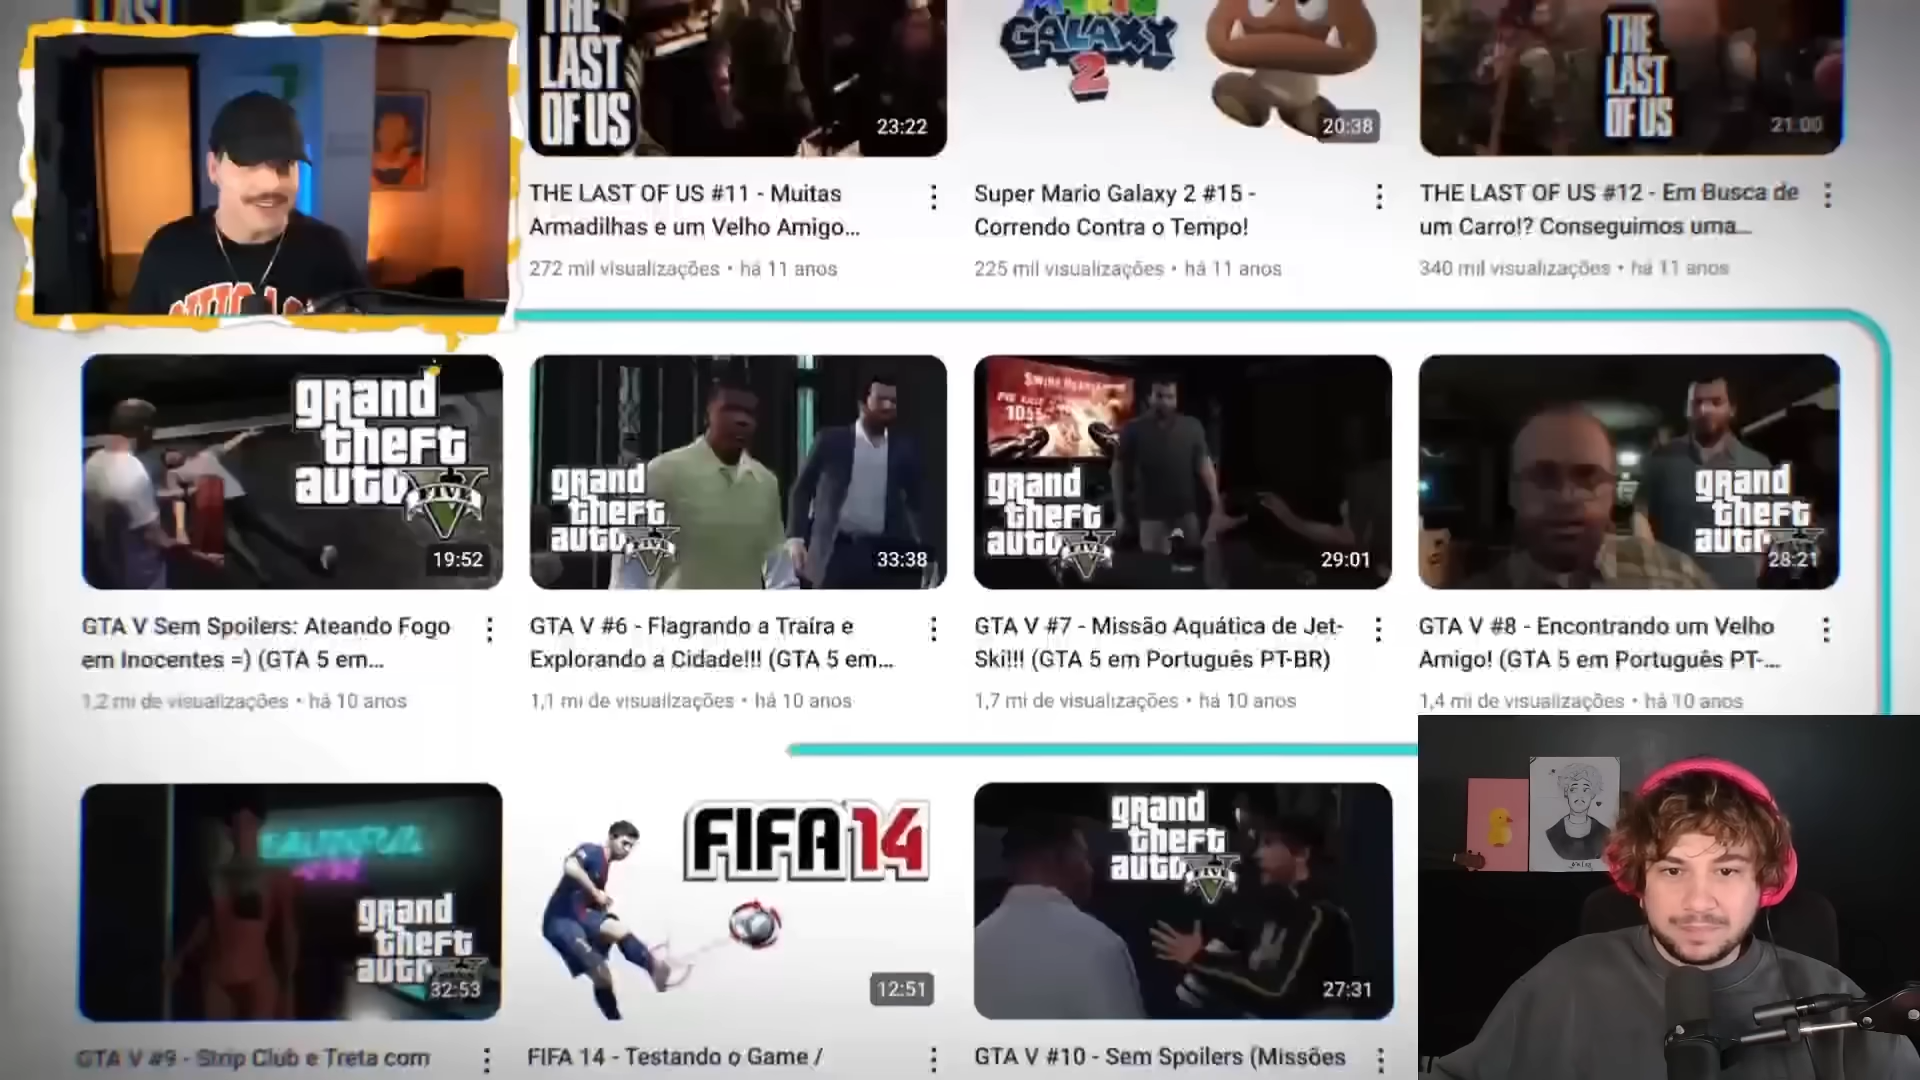 THE
LAST
OF US
23:22
GALAXY
2
20:38
THE
LAST
OF US
21:00
THE LAST OF US #11 - Muitas
Armadilhas e um Velho Amigo...
272 mil visualizações • há 11 anos
Super Mario Galaxy 2 #15 -
Correndo Contra o Tempo!
225 mil visualizações • há 11 anos
THE LAST OF US #12 - Em Busca de
um Carro!? Conseguimos uma...
340 mil visualizações • há 11 anos
grand
theft
auto
FIVE
19:52
grand
theft
auto
FIVE
33:38
grand
theft
auto
FIVE
29:01
grand
theft
auto
28:21
GTA V Sem Spoilers: Ateando Fogo
em Inocentes =) (GTA 5 em...
1,2 mi de visualizações • há 10 anos
GTA V #6 - Flagrando a Traíra e
Explorando a Cidade!!! (GTA 5 em...
1,1 mi de visualizações • há 10 anos
GTA V #7 - Missão Aquática de Jet-
Ski!!! (GTA 5 em Português PT-BR)
1,7 mi de visualizações • há 10 anos
GTA V #8 - Encontrando um Velho
Amigo! (GTA 5 em Português PT-...
1,4 mi de visualizações • há 10 anos
grand
theft
auto
32:53
FIFA 14
12:51
grand
theft
auto
FIVE
27:31
GTA V #9 - Strip Club e Treta com
FIFA 14 - Testando o Game /
GTA V #10 - Sem Spoilers (Missões